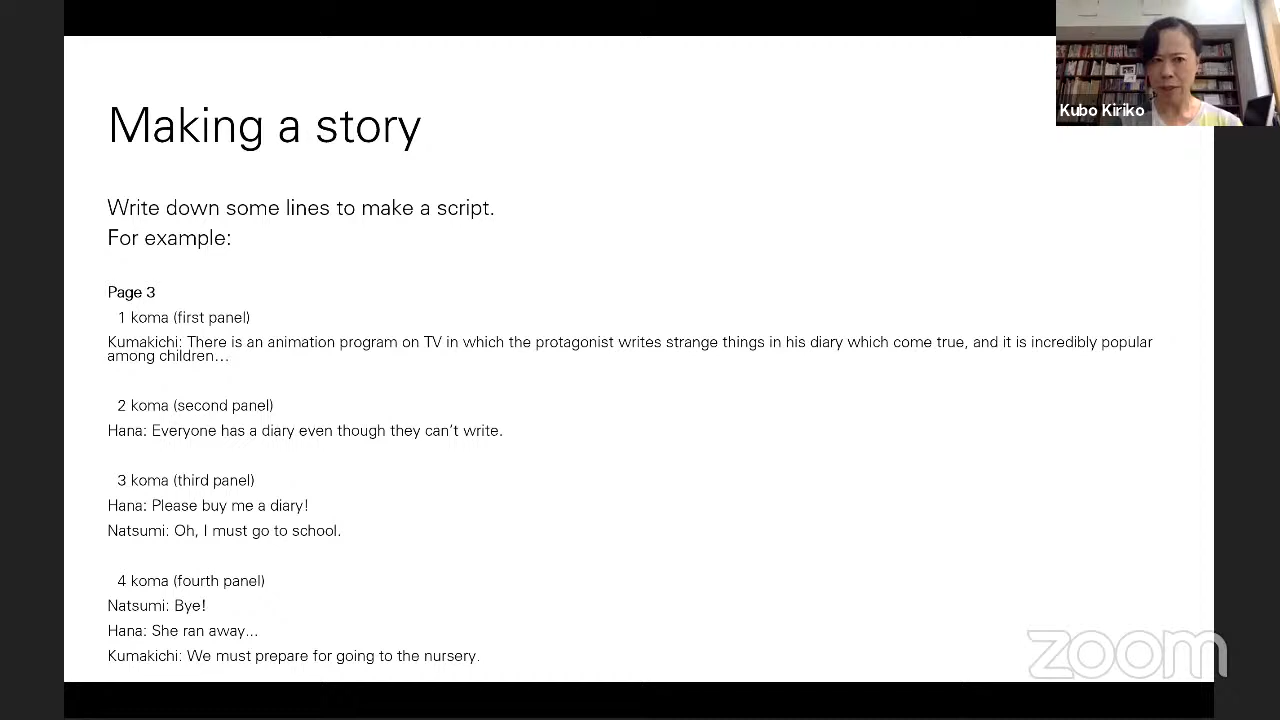 Kubo Kiriko
Making a story
Write down some lines to make a script.
For example:
Page 3
1 koma (first panel)
Kumakichi: There is an animation program on TV in which the protagonist writes strange things in his diary which come true, and it is incredibly popular
among children…
2 koma (second panel)
Hana: Everyone has a diary even though they can’t write.
3 koma (third panel)
Hana: Please buy me a diary!
Natsumi: Oh, I must go to school.
4 koma (fourth panel)
Natsumi: Bye!
Hana: She ran away...
Kumakichi: We must prepare for going to the nursery.
zoom